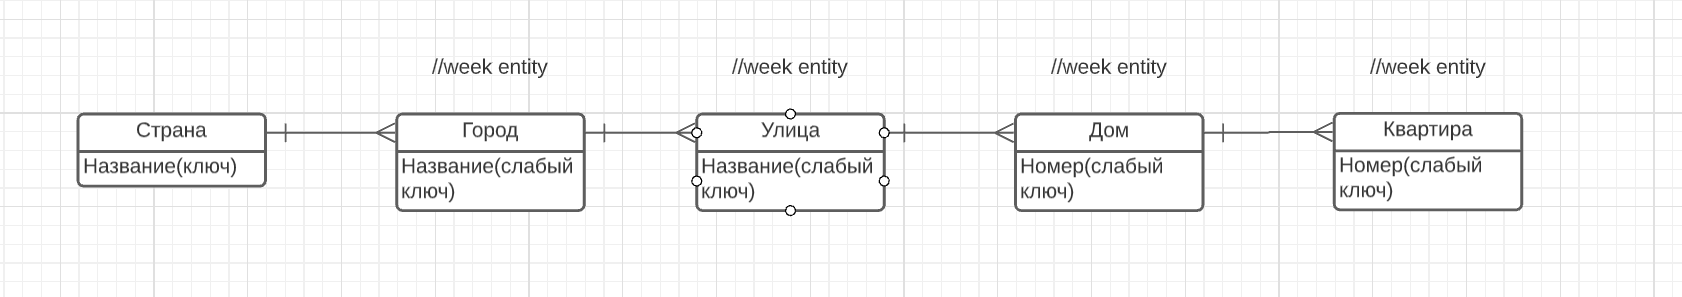 //week entity
//week entity
//week entity
//week entity
Страна
Название(ключ)
Город
Название(слабый
ключ)
Улица
Название(слабый
ключ)
Дом
Номер(слабый
ключ)
Квартира
Номер(слабый
ключ)